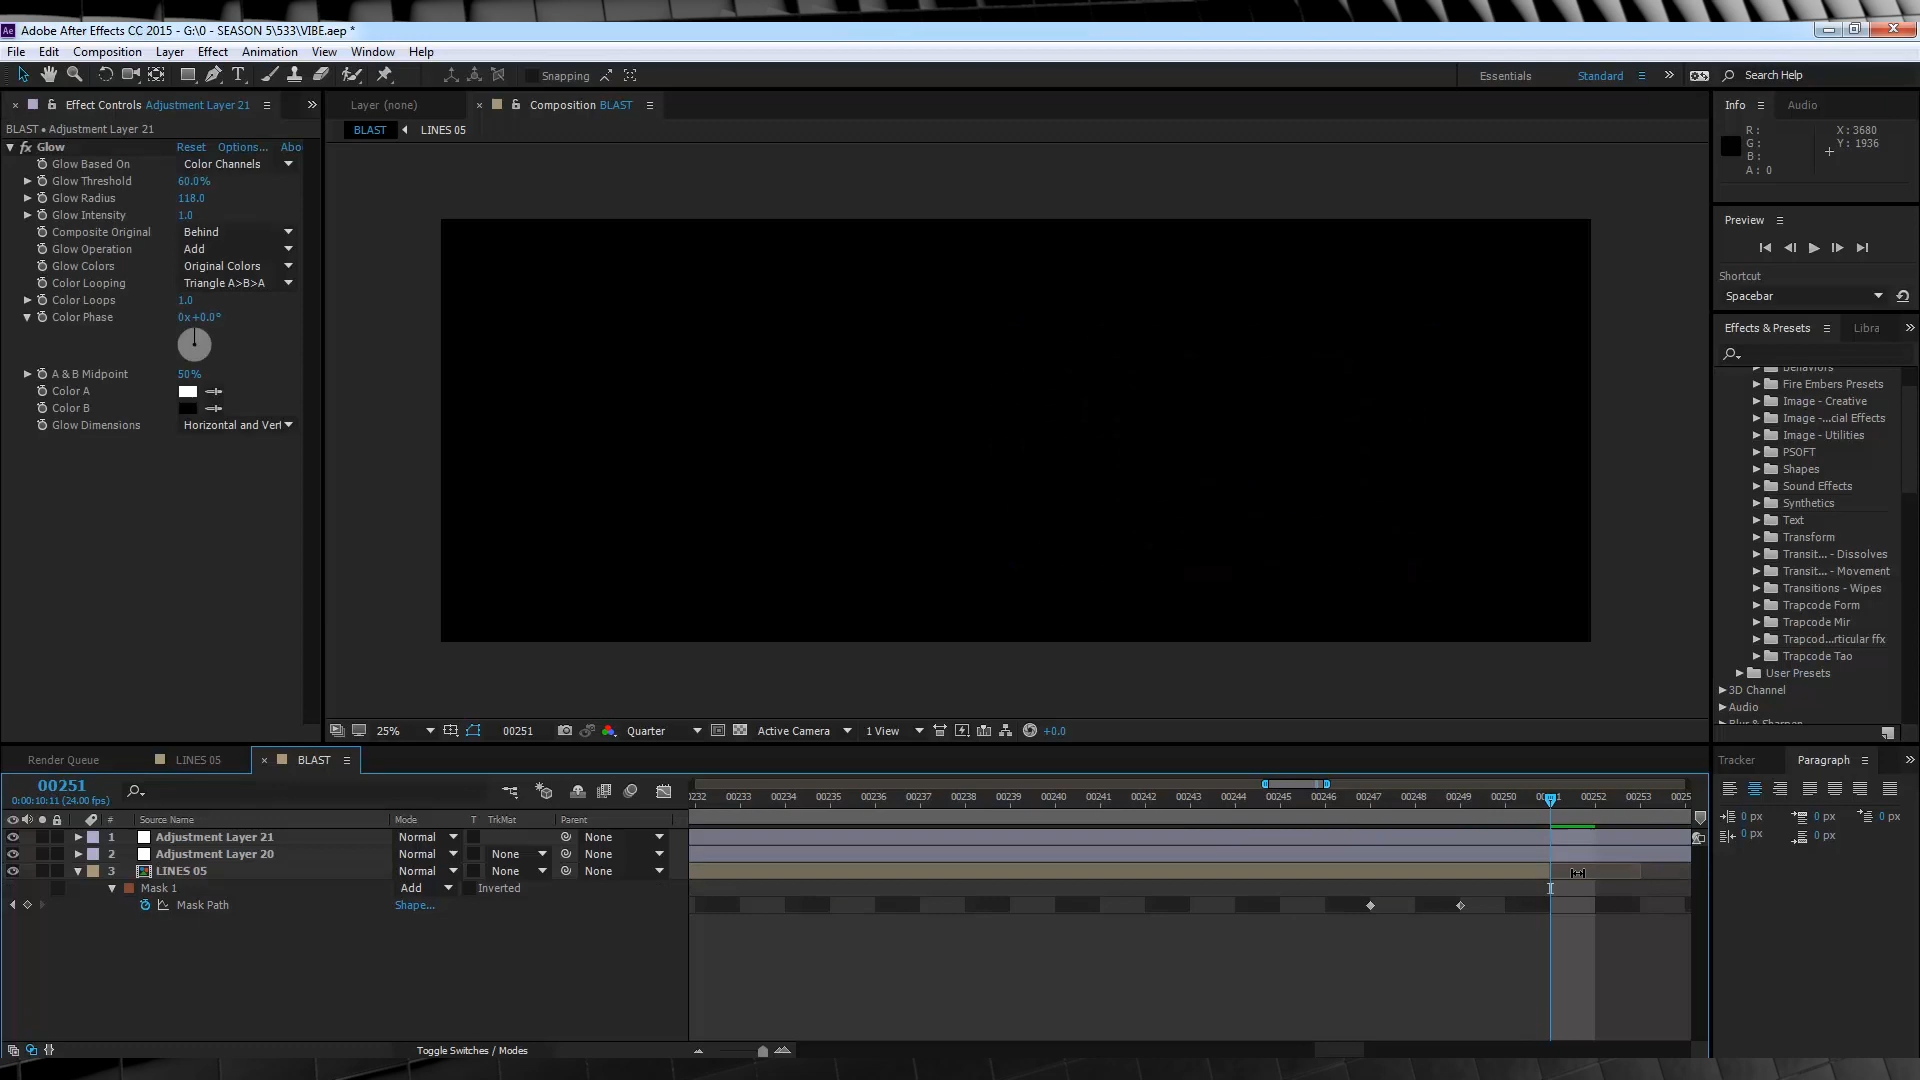 Adobe After Effects CC 2015 - G:\0 - SEASON 5\533\VIBE.aep *
File Edit Composition Layer Effect Animation View Window Help
Snapping
Essentials Standard Search Help
Effect Controls Adjustment Layer 21
Layer (none)
Composition BLAST
Info Audio
BLAST • Adjustment Layer 21
BLAST LINES 05
R:
G:
B:
A: 0
X: 3680
Y: 1936
fx Glow Reset Options... Abo
Glow Based On Color Channels
Glow Threshold 60.0%
Glow Radius 118.0
Glow Intensity 1.0
Composite Original Behind
Glow Operation Add
Glow Colors Original Colors
Color Looping Triangle A>B>A
Color Loops 1.0
Color Phase 0x+0.0°
A & B Midpoint 50%
Color A
Color B
Glow Dimensions Horizontal and Vert
Preview
Shortcut
Spacebar
Effects & Presets Libra
Behaviors
Fire Embers Presets
Image - Creative
Image -...cial Effects
Image - Utilities
PSOFT
Shapes
Sound Effects
Synthetics
Text
Transform
Transit... - Dissolves
Transit... - Movement
Transitions - Wipes
Trapcode Form
Trapcode Mir
Trapcod...rticular ffx
Trapcode Tao
User Presets
3D Channel
Audio
Blur & Sharpen
25% 00251 Quarter Active Camera 1 View +0.0
Render Queue LINES 05 BLAST
Tracker Paragraph
00251
0:00:10:11 (24.00 fps)
0232 00233 00234 00235 00236 00237 00238 00239 00240 00241 00242 00243 00244 00245 00246 00247 00248 00249 00250 00252 00253 0025
# Source Name Mode T TrkMat Parent
1 Adjustment Layer 21 Normal None
2 Adjustment Layer 20 Normal None None
3 LINES 05 Normal None None
Mask 1 Add Inverted
Mask Path Shape...
0 px 0 px 0 px
0 px 0 px
Toggle Switches / Modes